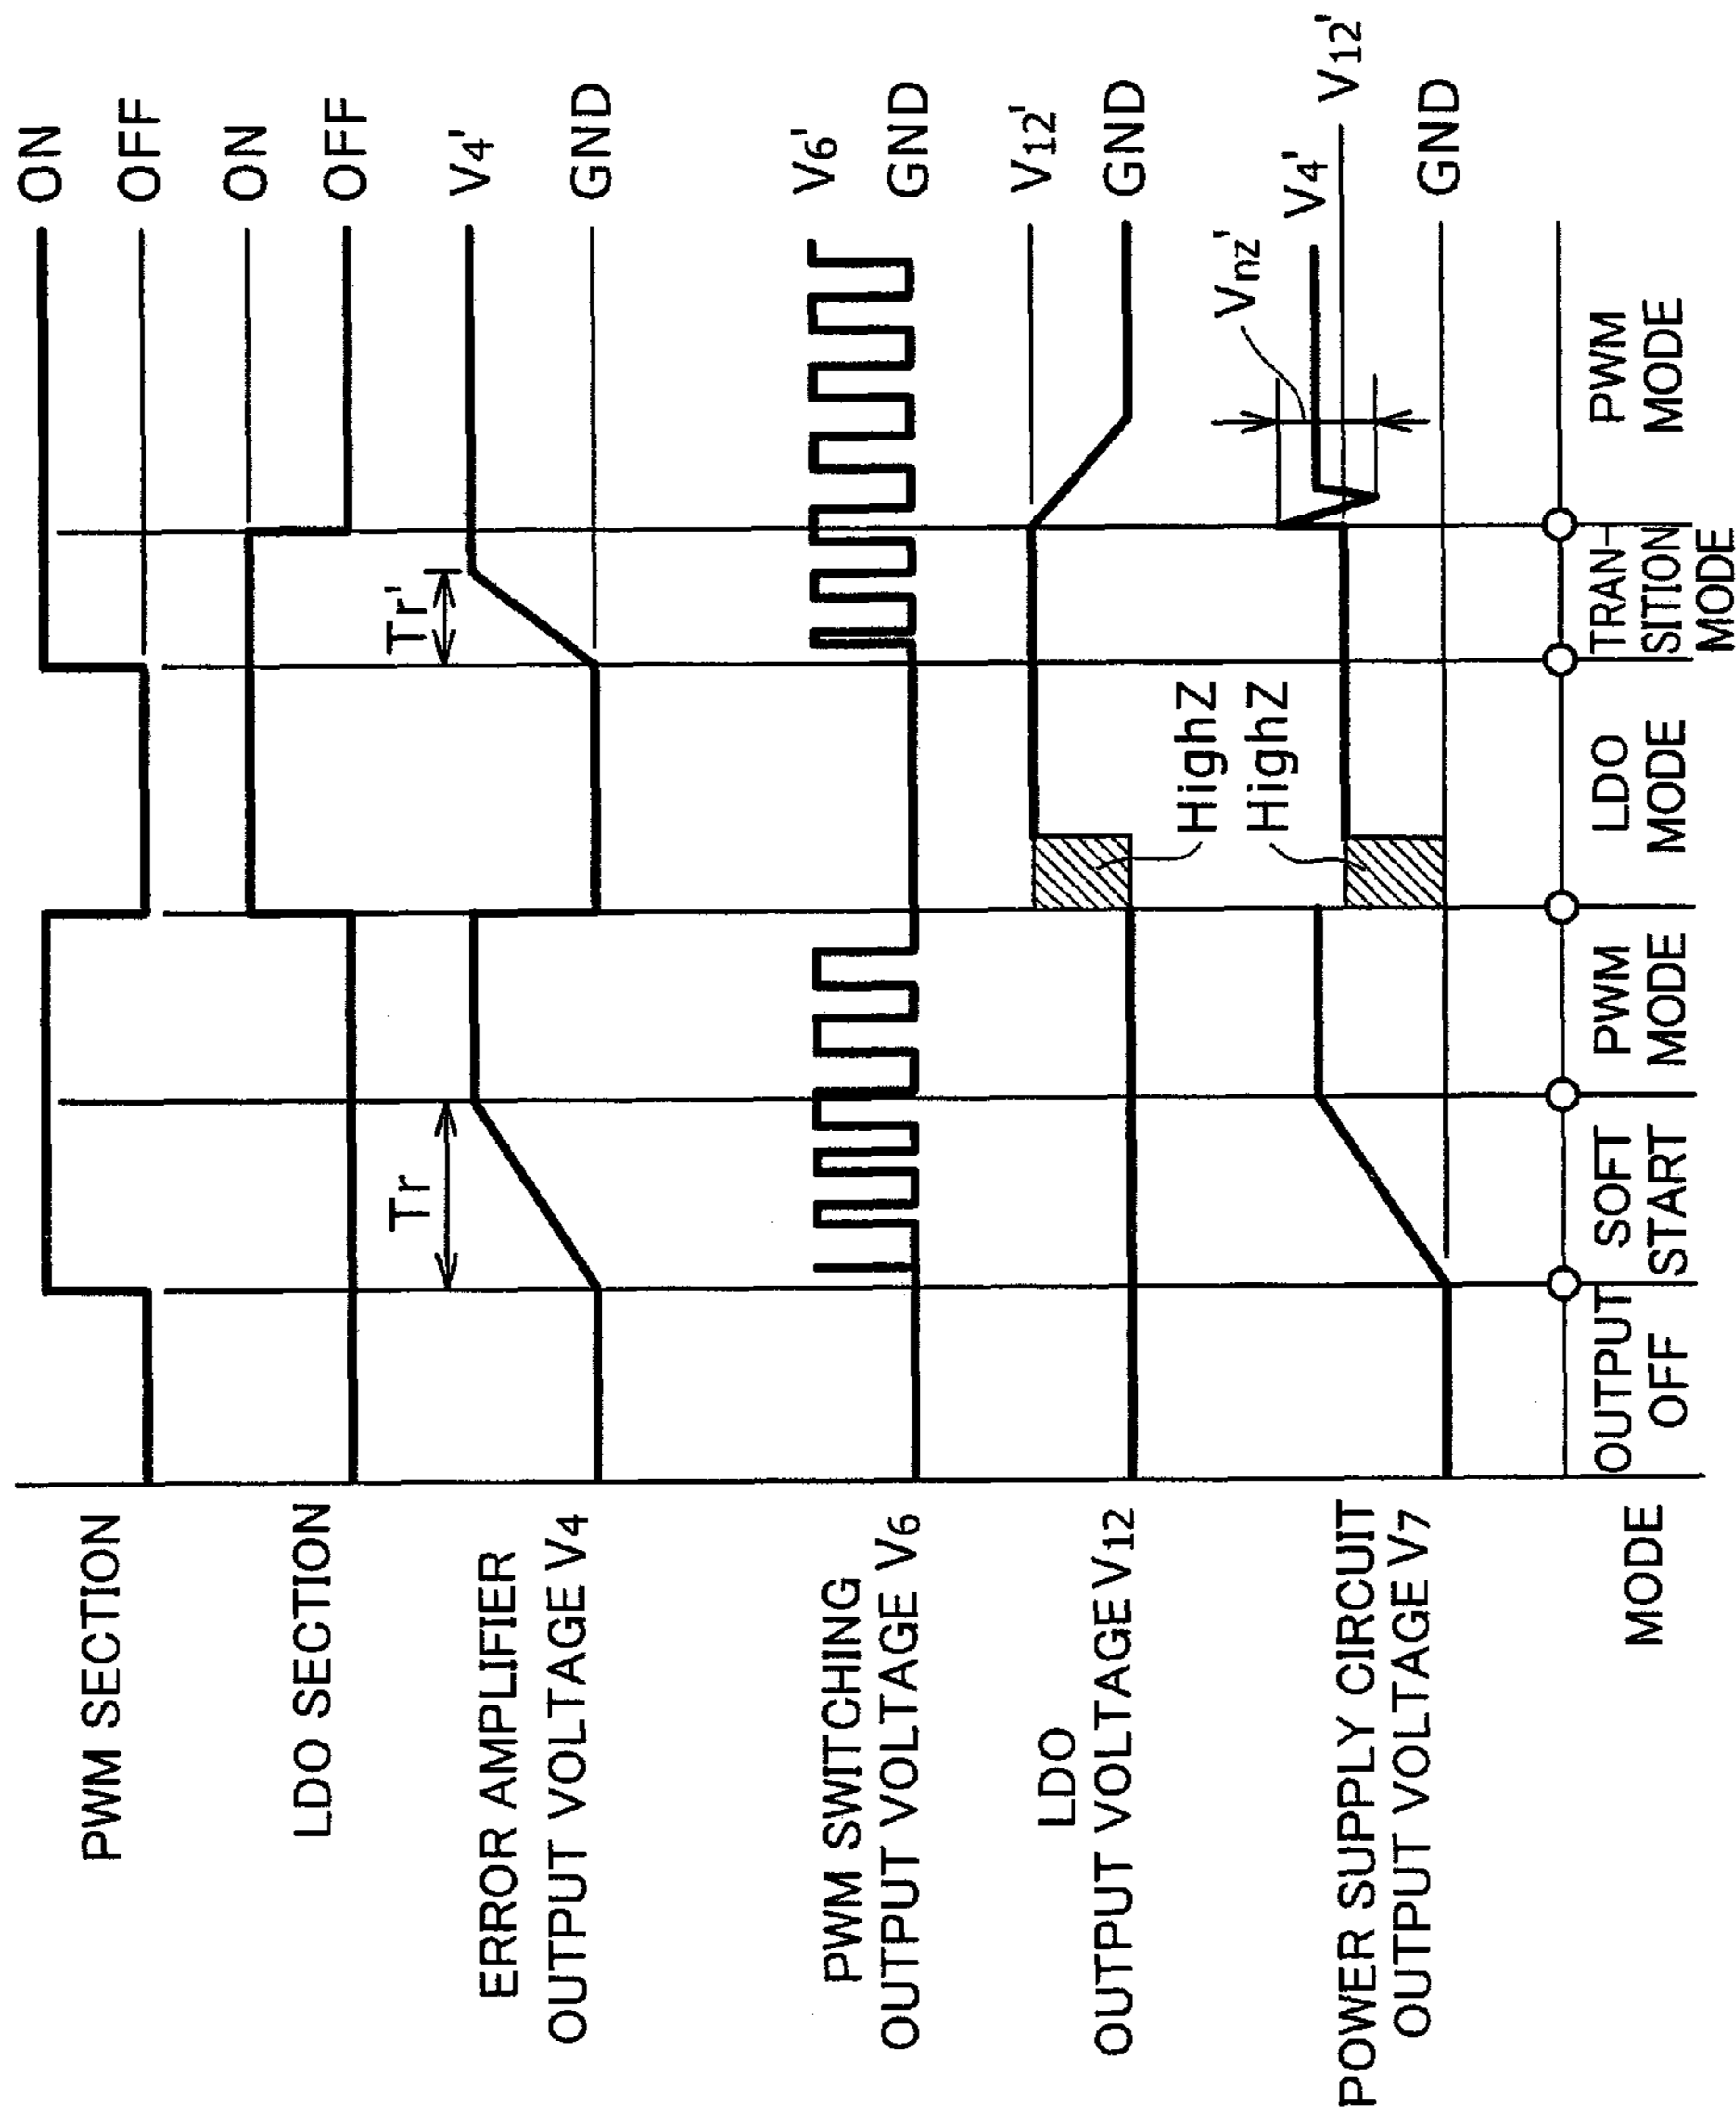 PWM SECTION
ON
OFF
LDO SECTION
ON
OFF
ERROR AMPLIFIER
OUTPUT VOLTAGE V4
Tr
Tr'
V4'
GND
PWM SWITCHING
OUTPUT VOLTAGE V6
V6'
GND
LDO
OUTPUT VOLTAGE V12
V12'
GND
HighZ
HighZ
POWER SUPPLY CIRCUIT
OUTPUT VOLTAGE V7
Vnz'
V4'
V12'
GND
MODE
OUTPUT
OFF
SOFT
START
PWM
MODE
LDO
MODE
TRAN-
SITION
MODE
PWM
MODE